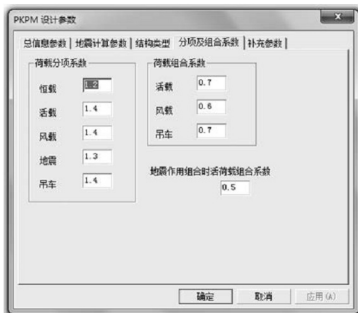 PKPM 设计参数
总信息参数 地震计算参数 结构类型 分项及组合系数 补充参数
荷载分项系数
恒载 1.2
活载 1.4
风载 1.4
地震 1.3
吊车 1.4
荷载组合系数
活载 0.7
风载 0.6
吊车 0.7
地震作用组合时活荷载组合系数
0.5
确定 取消 应用(A)